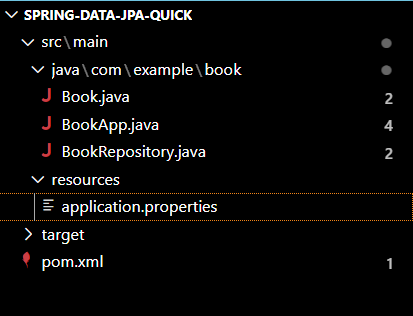 SPRING-DATA-JPA-QUICK
src\main
java\com\example\book
Book.java 2
BookApp.java 4
BookRepository.java 2
resources
application.properties
target
pom.xml 1